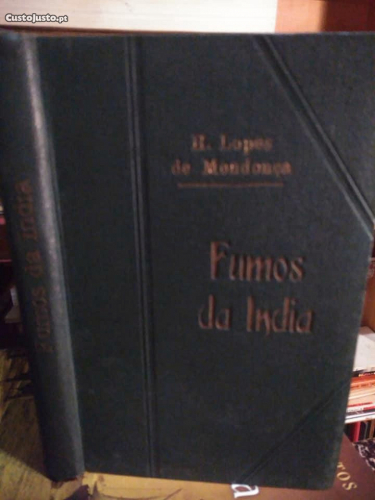 CustoJusto.pt
H. Lopes
de Mendonça
Fumos
da India
Fumos da India